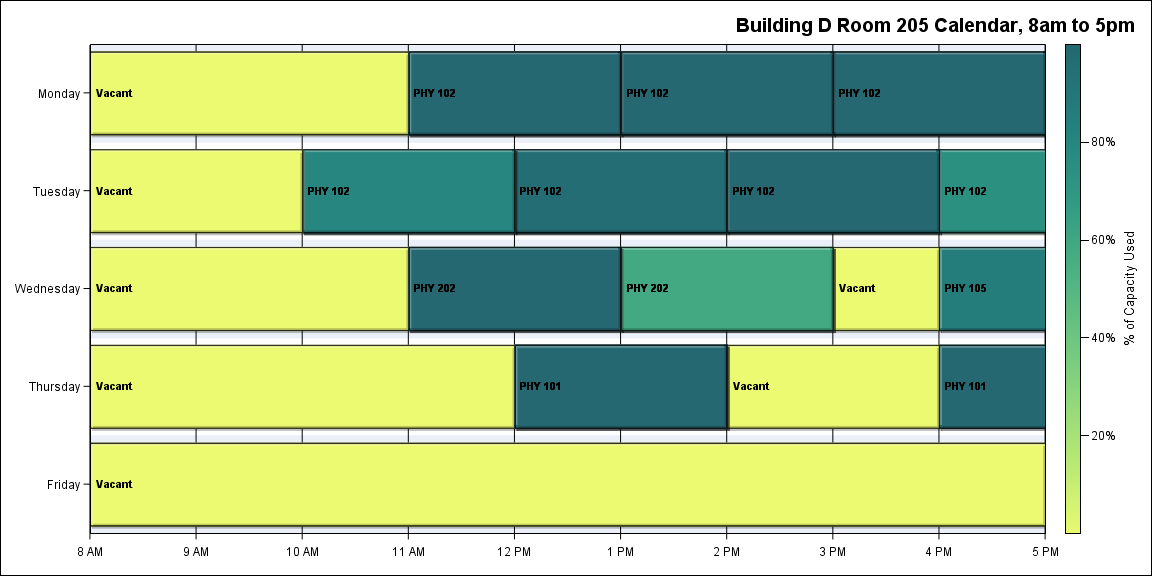 Building D Room 205 Calendar, 8am to 5pm
Monday
Vacant
PHY 102
PHY 102
PHY 102
Tuesday
Vacant
PHY 102
PHY 102
PHY 102
PHY 102
Wednesday
Vacant
PHY 202
PHY 202
Vacant
PHY 105
Thursday
Vacant
PHY 101
Vacant
PHY 101
Friday
Vacant
8 AM
9 AM
10 AM
11 AM
12 PM
1 PM
2 PM
3 PM
4 PM
5 PM
80%
60%
40%
20%
% of Capacity Used